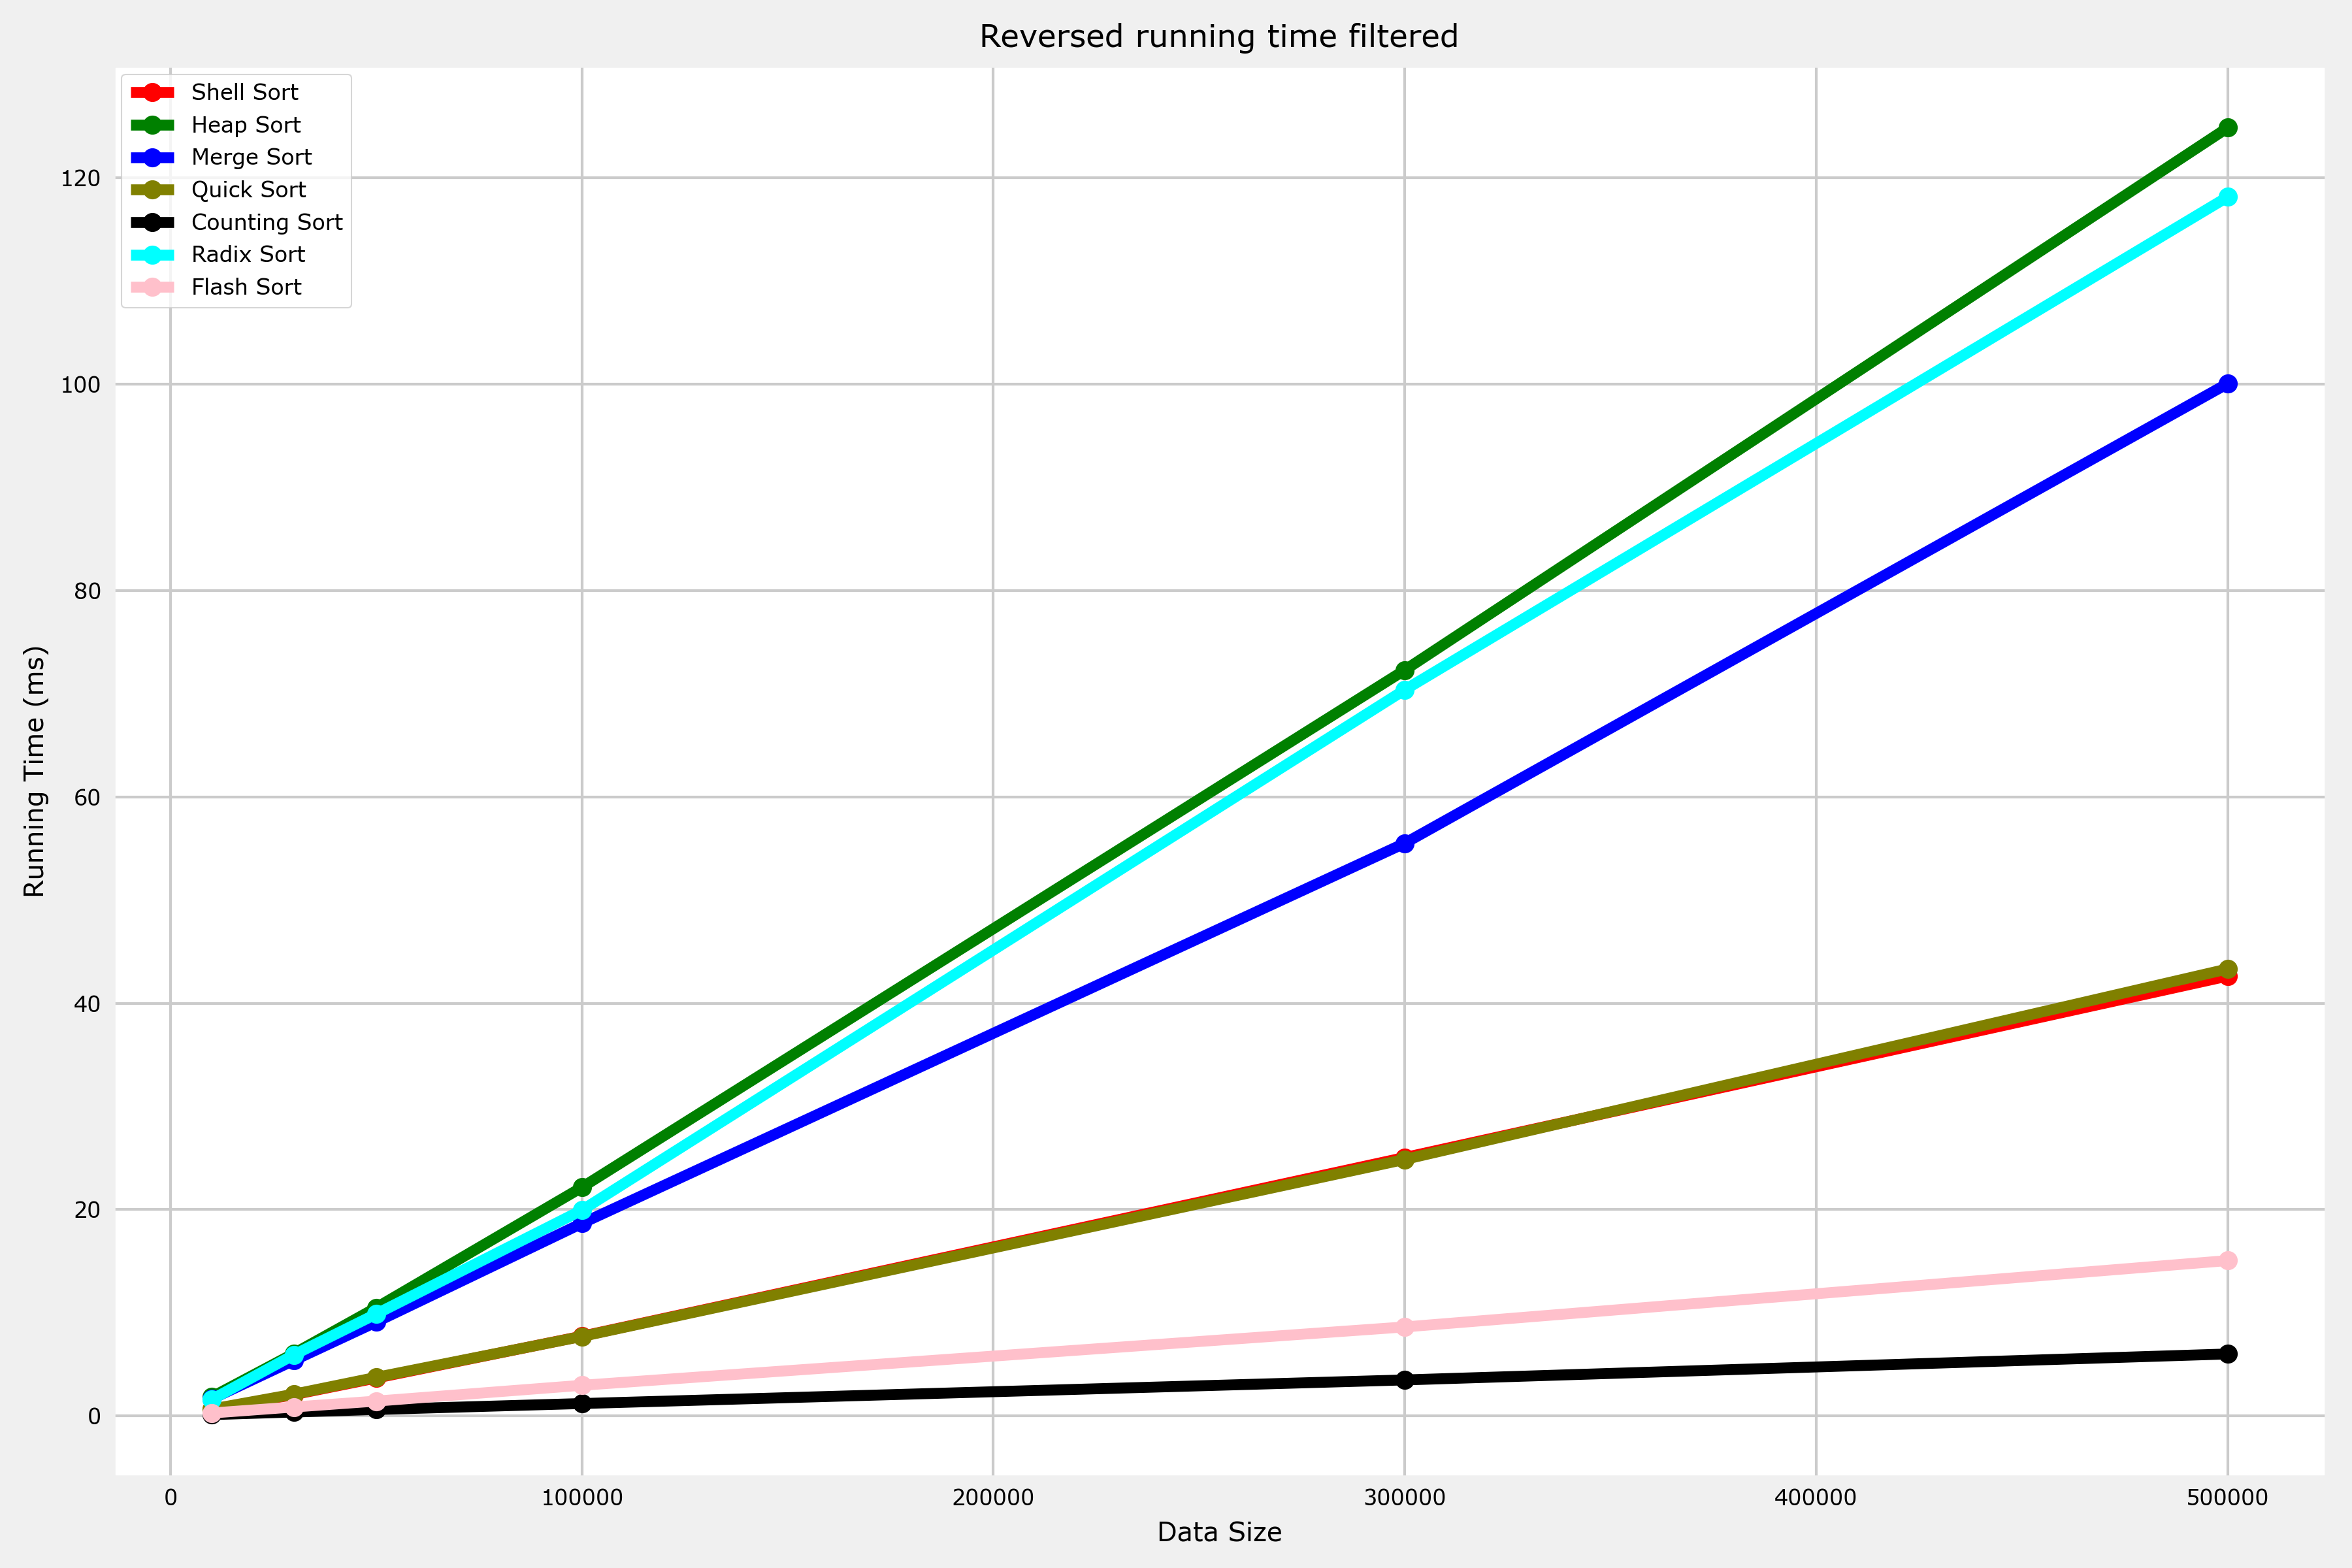 Reversed running time filtered
Shell Sort
Heap Sort
Merge Sort
Quick Sort
Counting Sort
Radix Sort
Flash Sort
120
100
80
60
40
20
0
Running Time (ms)
0
100000
200000
300000
400000
500000
Data Size